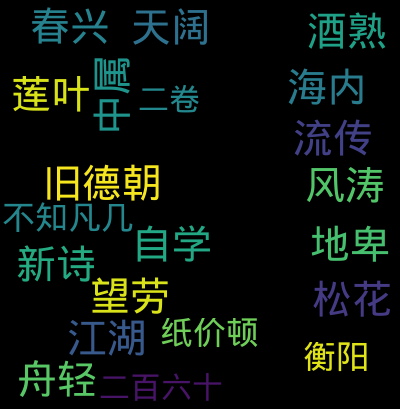 春兴
天阔
酒熟
莲叶
中属
二卷
海内
流传
旧德朝
风涛
不知凡几
自学
地卑
新诗
望劳
松花
江湖
纸价顿
衡阳
舟轻
二百六十